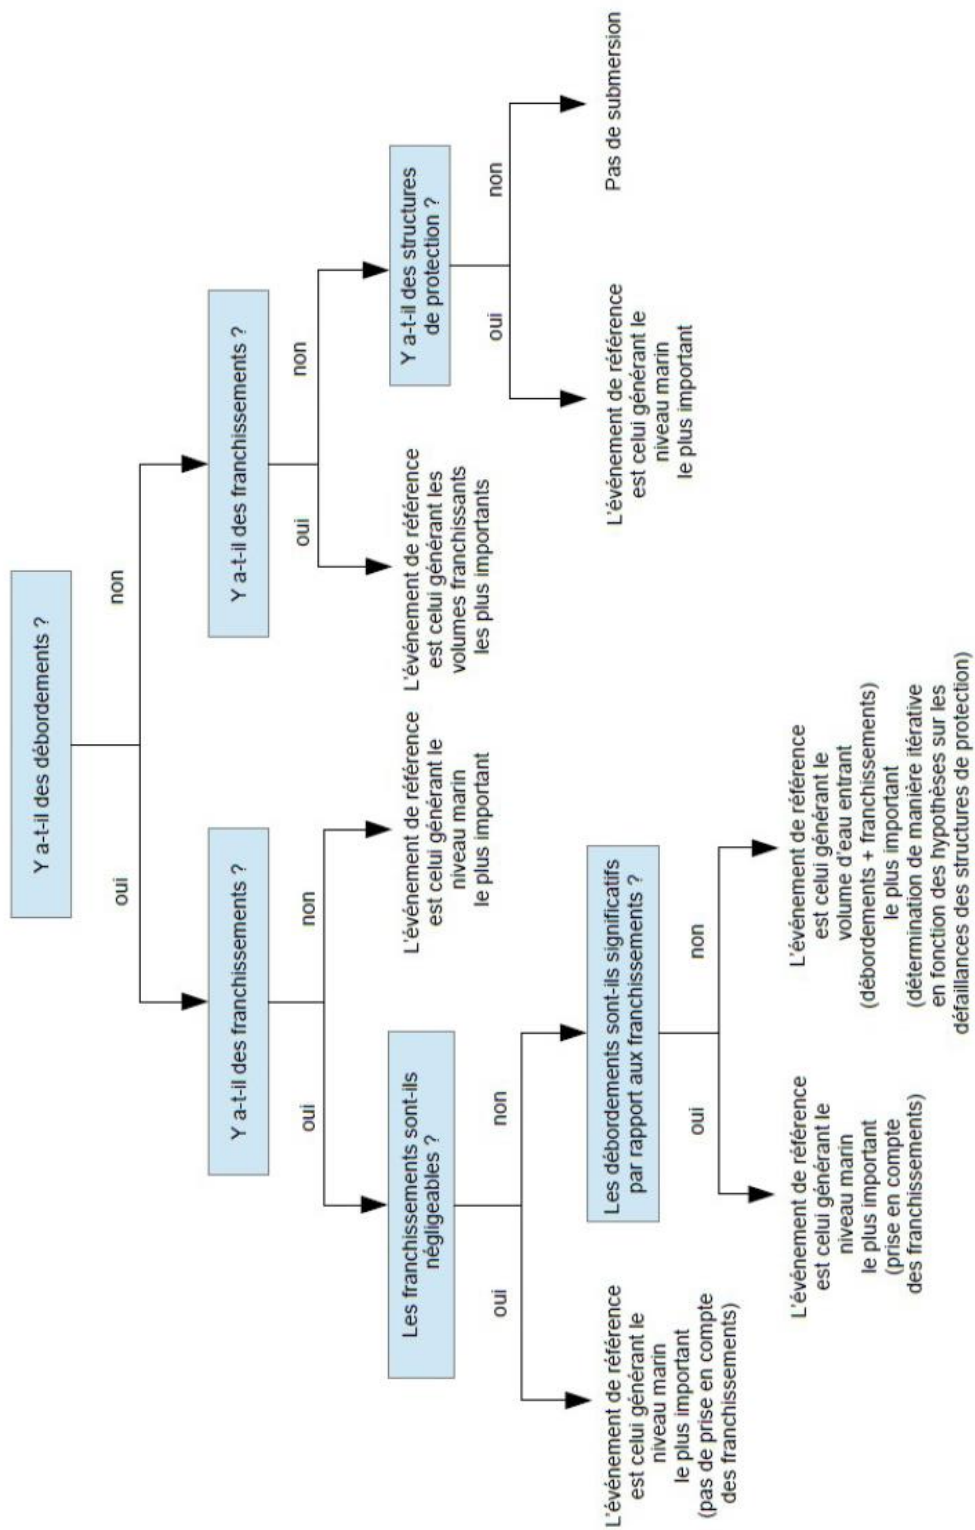 Y a-t-il des débordements ?
oui
non
Y a-t-il des franchissements ?
Y a-t-il des franchissements ?
oui
non
oui
non
Les franchissements sont-ils
négligeables ?
L'événement de référence
est celui générant le
niveau marin
le plus important
L'événement de référence
est celui générant les
volumes franchissants
les plus importants
Y a-t-il des structures
de protection ?
oui
non
oui
non
L'événement de référence
est celui générant le
niveau marin
le plus important
(pas de prise en compte
des franchissements)
Les débordements sont-ils significatifs
par rapport aux franchissements ?
L'événement de référence
est celui générant le
niveau marin
le plus important
Pas de submersion
oui
non
L'événement de référence
est celui générant le
niveau marin
le plus important
(prise en compte
des franchissements)
L'événement de référence
est celui générant le
volume d'eau entrant
(débordements + franchissements)
le plus important
(détermination de manière itérative
en fonction des hypothèses sur les
défaillances des structures de protection)